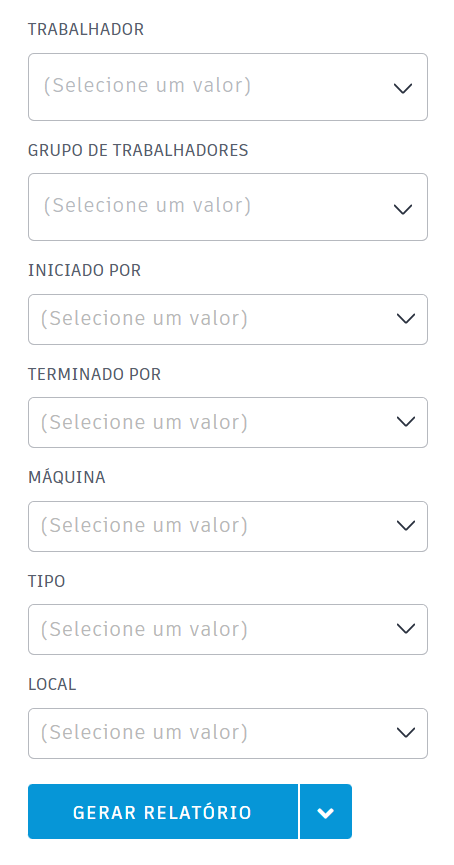 TRABALHADOR
(Selecione um valor)
GRUPO DE TRABALHADORES
(Selecione um valor)
INICIADO POR
(Selecione um valor)
TERMINADO POR
(Selecione um valor)
MÁQUINA
(Selecione um valor)
TIPO
(Selecione um valor)
LOCAL
(Selecione um valor)
GERAR RELATÓRIO